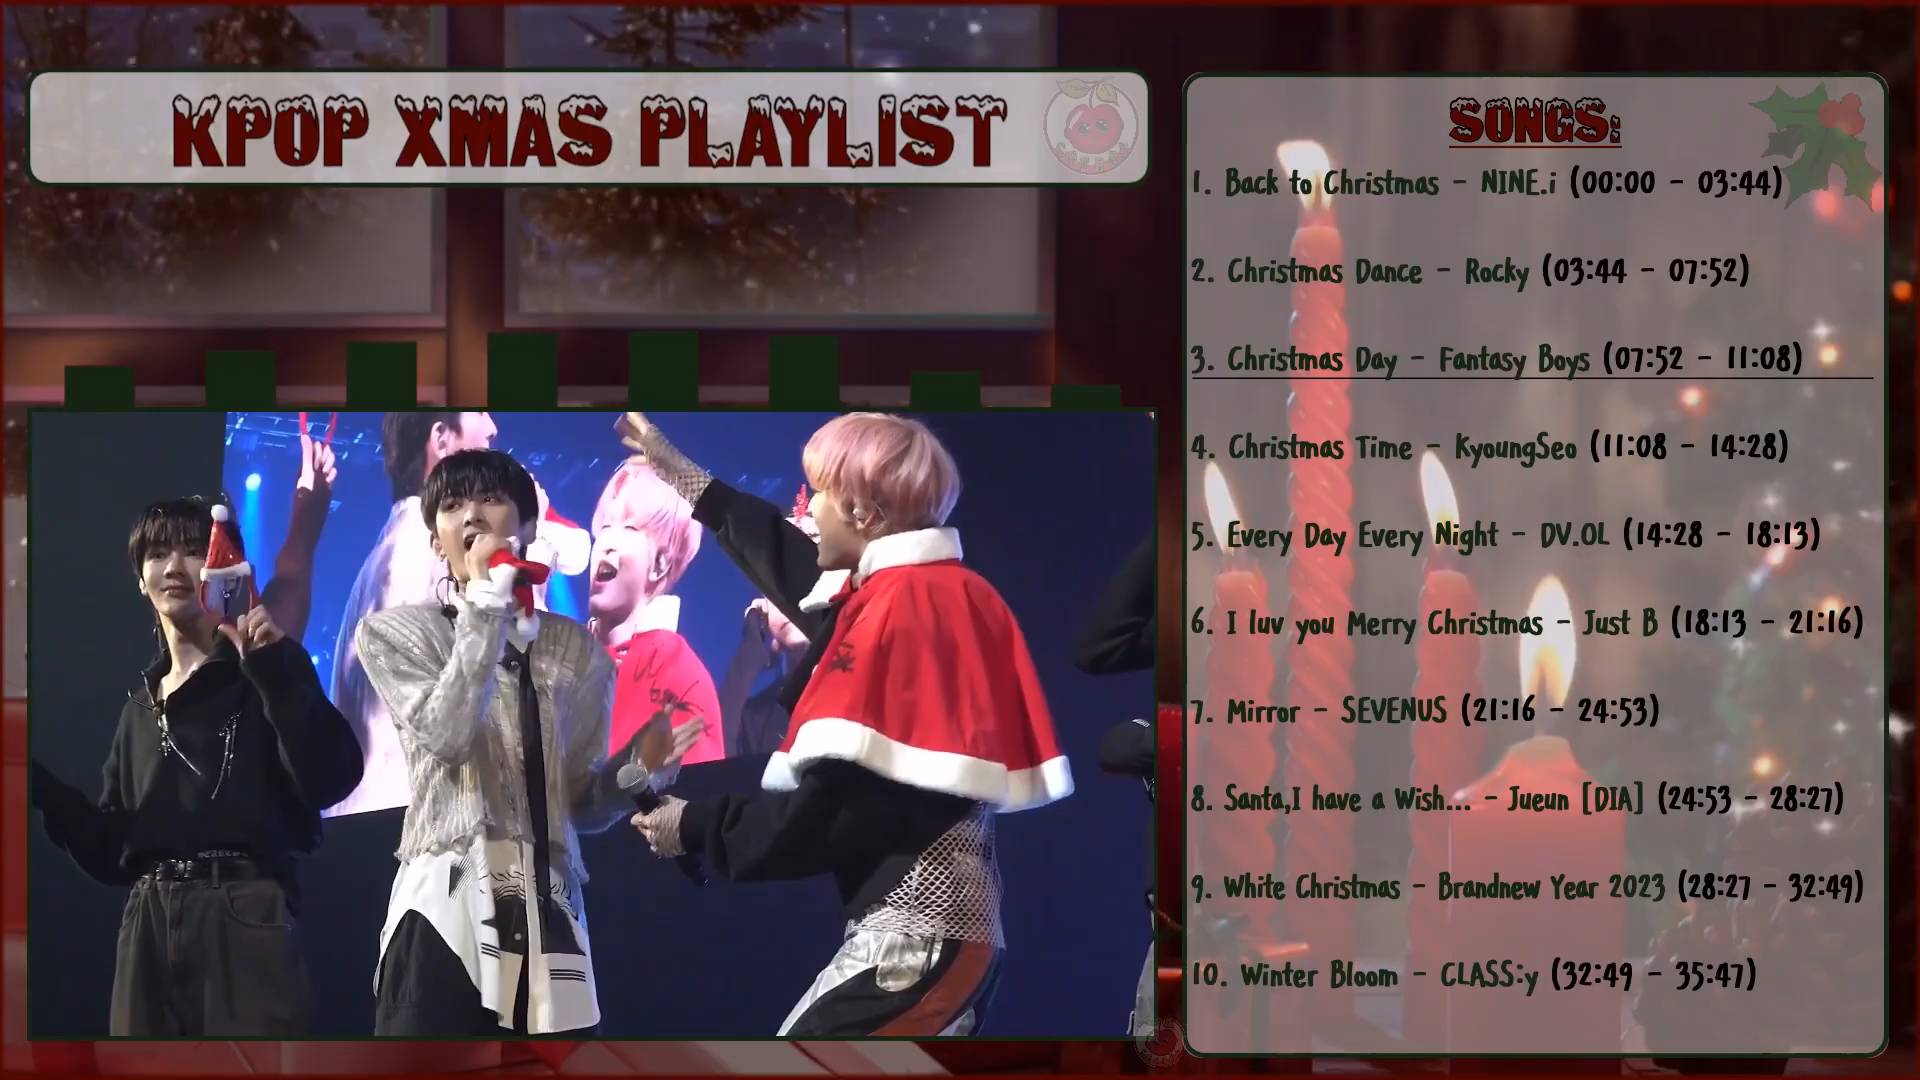 KPOP XMAS PLAYLIST
SONGS:
1. Back to Christmas - NINE.i (00:00 - 03:44)
2. Christmas Dance - Rocky (03:44 - 07:52)
3. Christmas Day - Fantasy Boys (07:52 - 11:08)
4. Christmas Time - KyoungSeo (11:08 - 14:28)
5. Every Day Every Night - DV.OL (14:28 - 18:13)
6. I luv you Merry Christmas - Just B (18:13 - 21:16)
7. Mirror - SEVENUS (21:16 - 24:53)
8. Santa,I have a Wish... - Jueun [DIA] (24:53 - 28:27)
9. White Christmas - Brandnew Year 2023 (28:27 - 32:49)
10. Winter Bloom - CLASS:y (32:49 - 35:47)